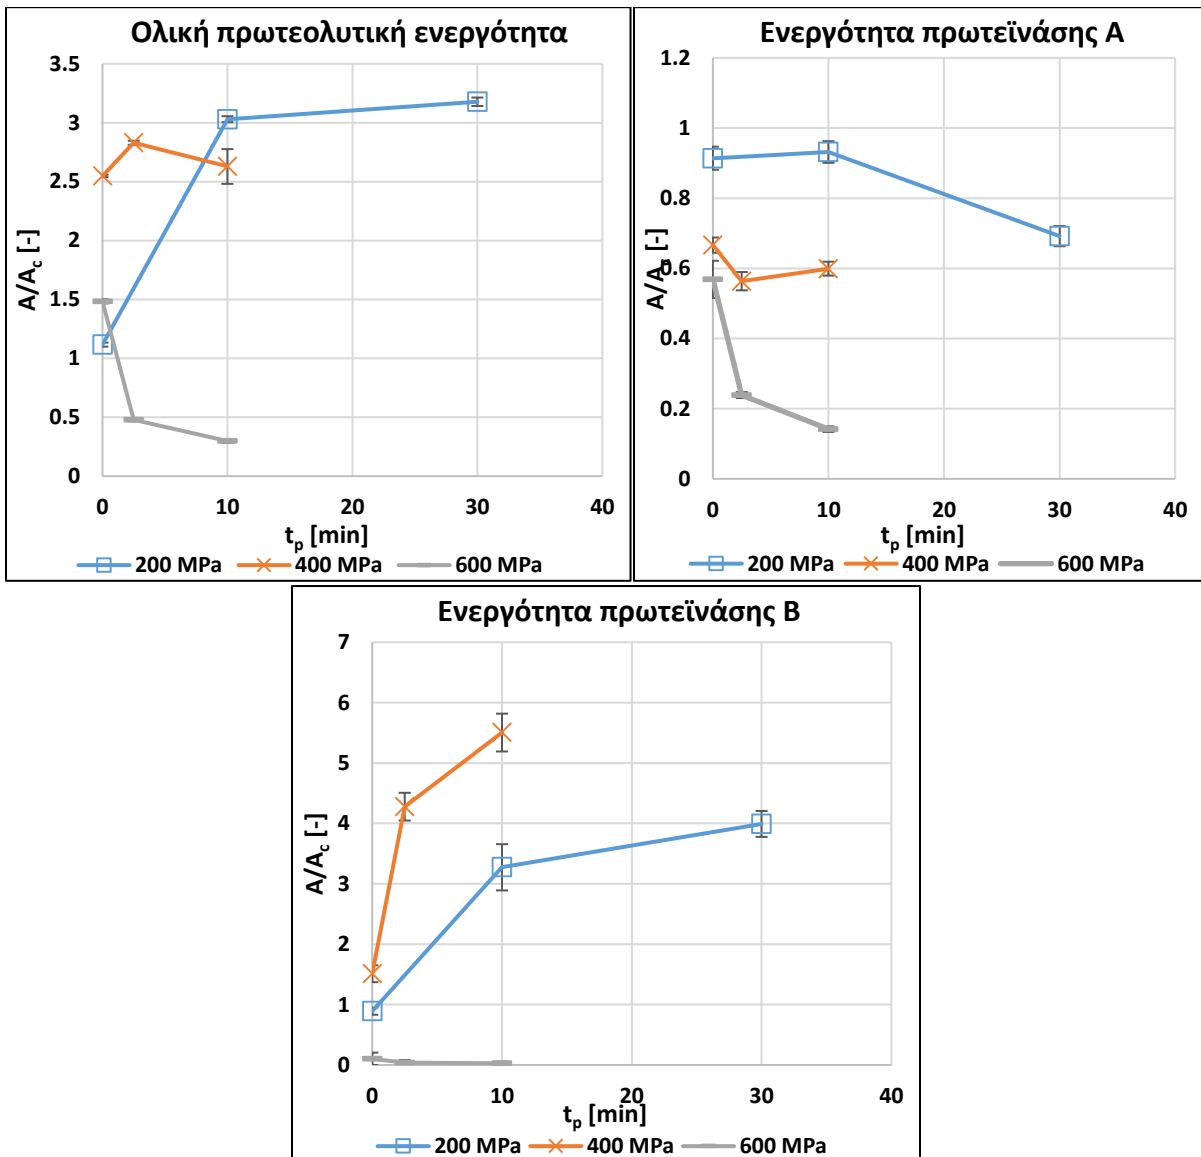 Ολική πρωτεολυτική ενεργότητα
3.5
3
2.5
2
1.5
1
0.5
0
A/Ac [-]
0 10 20 30 40
tp [min]
200 MPa 400 MPa 600 MPa
Ενεργότητα πρωτεϊνάσης A
1.2
1
0.8
0.6
0.4
0.2
0
A/Ac [-]
0 10 20 30 40
tp [min]
200 MPa 400 MPa 600 MPa
Ενεργότητα πρωτεϊνάσης B
7
6
5
4
3
2
1
0
A/Ac [-]
0 10 20 30 40
tp [min]
200 MPa 400 MPa 600 MPa